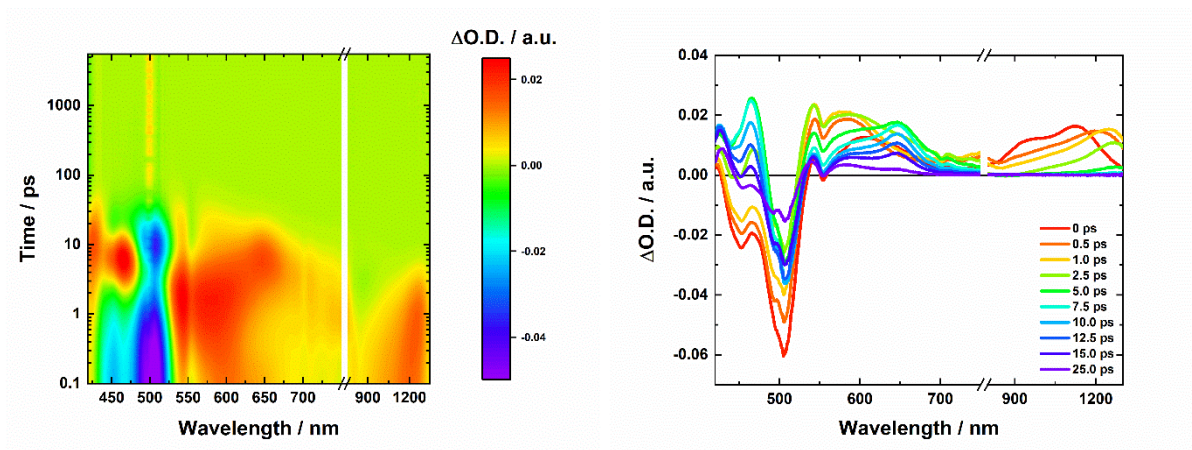 ΔO.D. / a.u.
Time / ps
1000
100
10
1
0.1
450
500
550
600
650
700
900
1200
Wavelength / nm
0.02
0.00
-0.02
-0.04
ΔO.D. / a.u.
0.04
0.02
0.00
-0.02
-0.04
-0.06
500
600
700
900
1200
Wavelength / nm
0 ps
0.5 ps
1.0 ps
2.5 ps
5.0 ps
7.5 ps
10.0 ps
12.5 ps
15.0 ps
25.0 ps